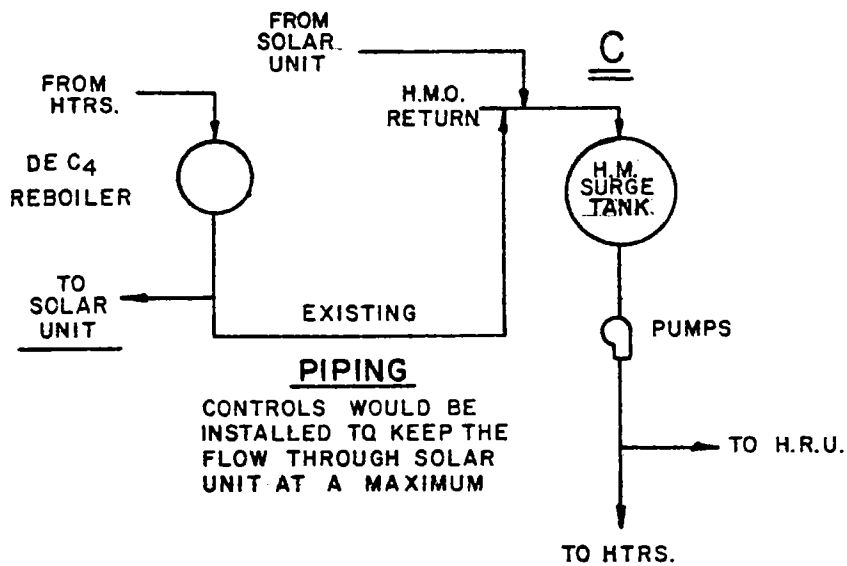 FROM
SOLAR
UNIT
C
FROM
HTRS.
H.M.O.
RETURN
DE C4
REBOILER
H.M.
SURGE
TANK.
TO
SOLAR
UNIT
EXISTING
PUMPS
PIPING
CONTROLS WOULD BE
INSTALLED TO KEEP THE
FLOW THROUGH SOLAR
UNIT AT A MAXIMUM
TO H.R.U.
TO HTRS.